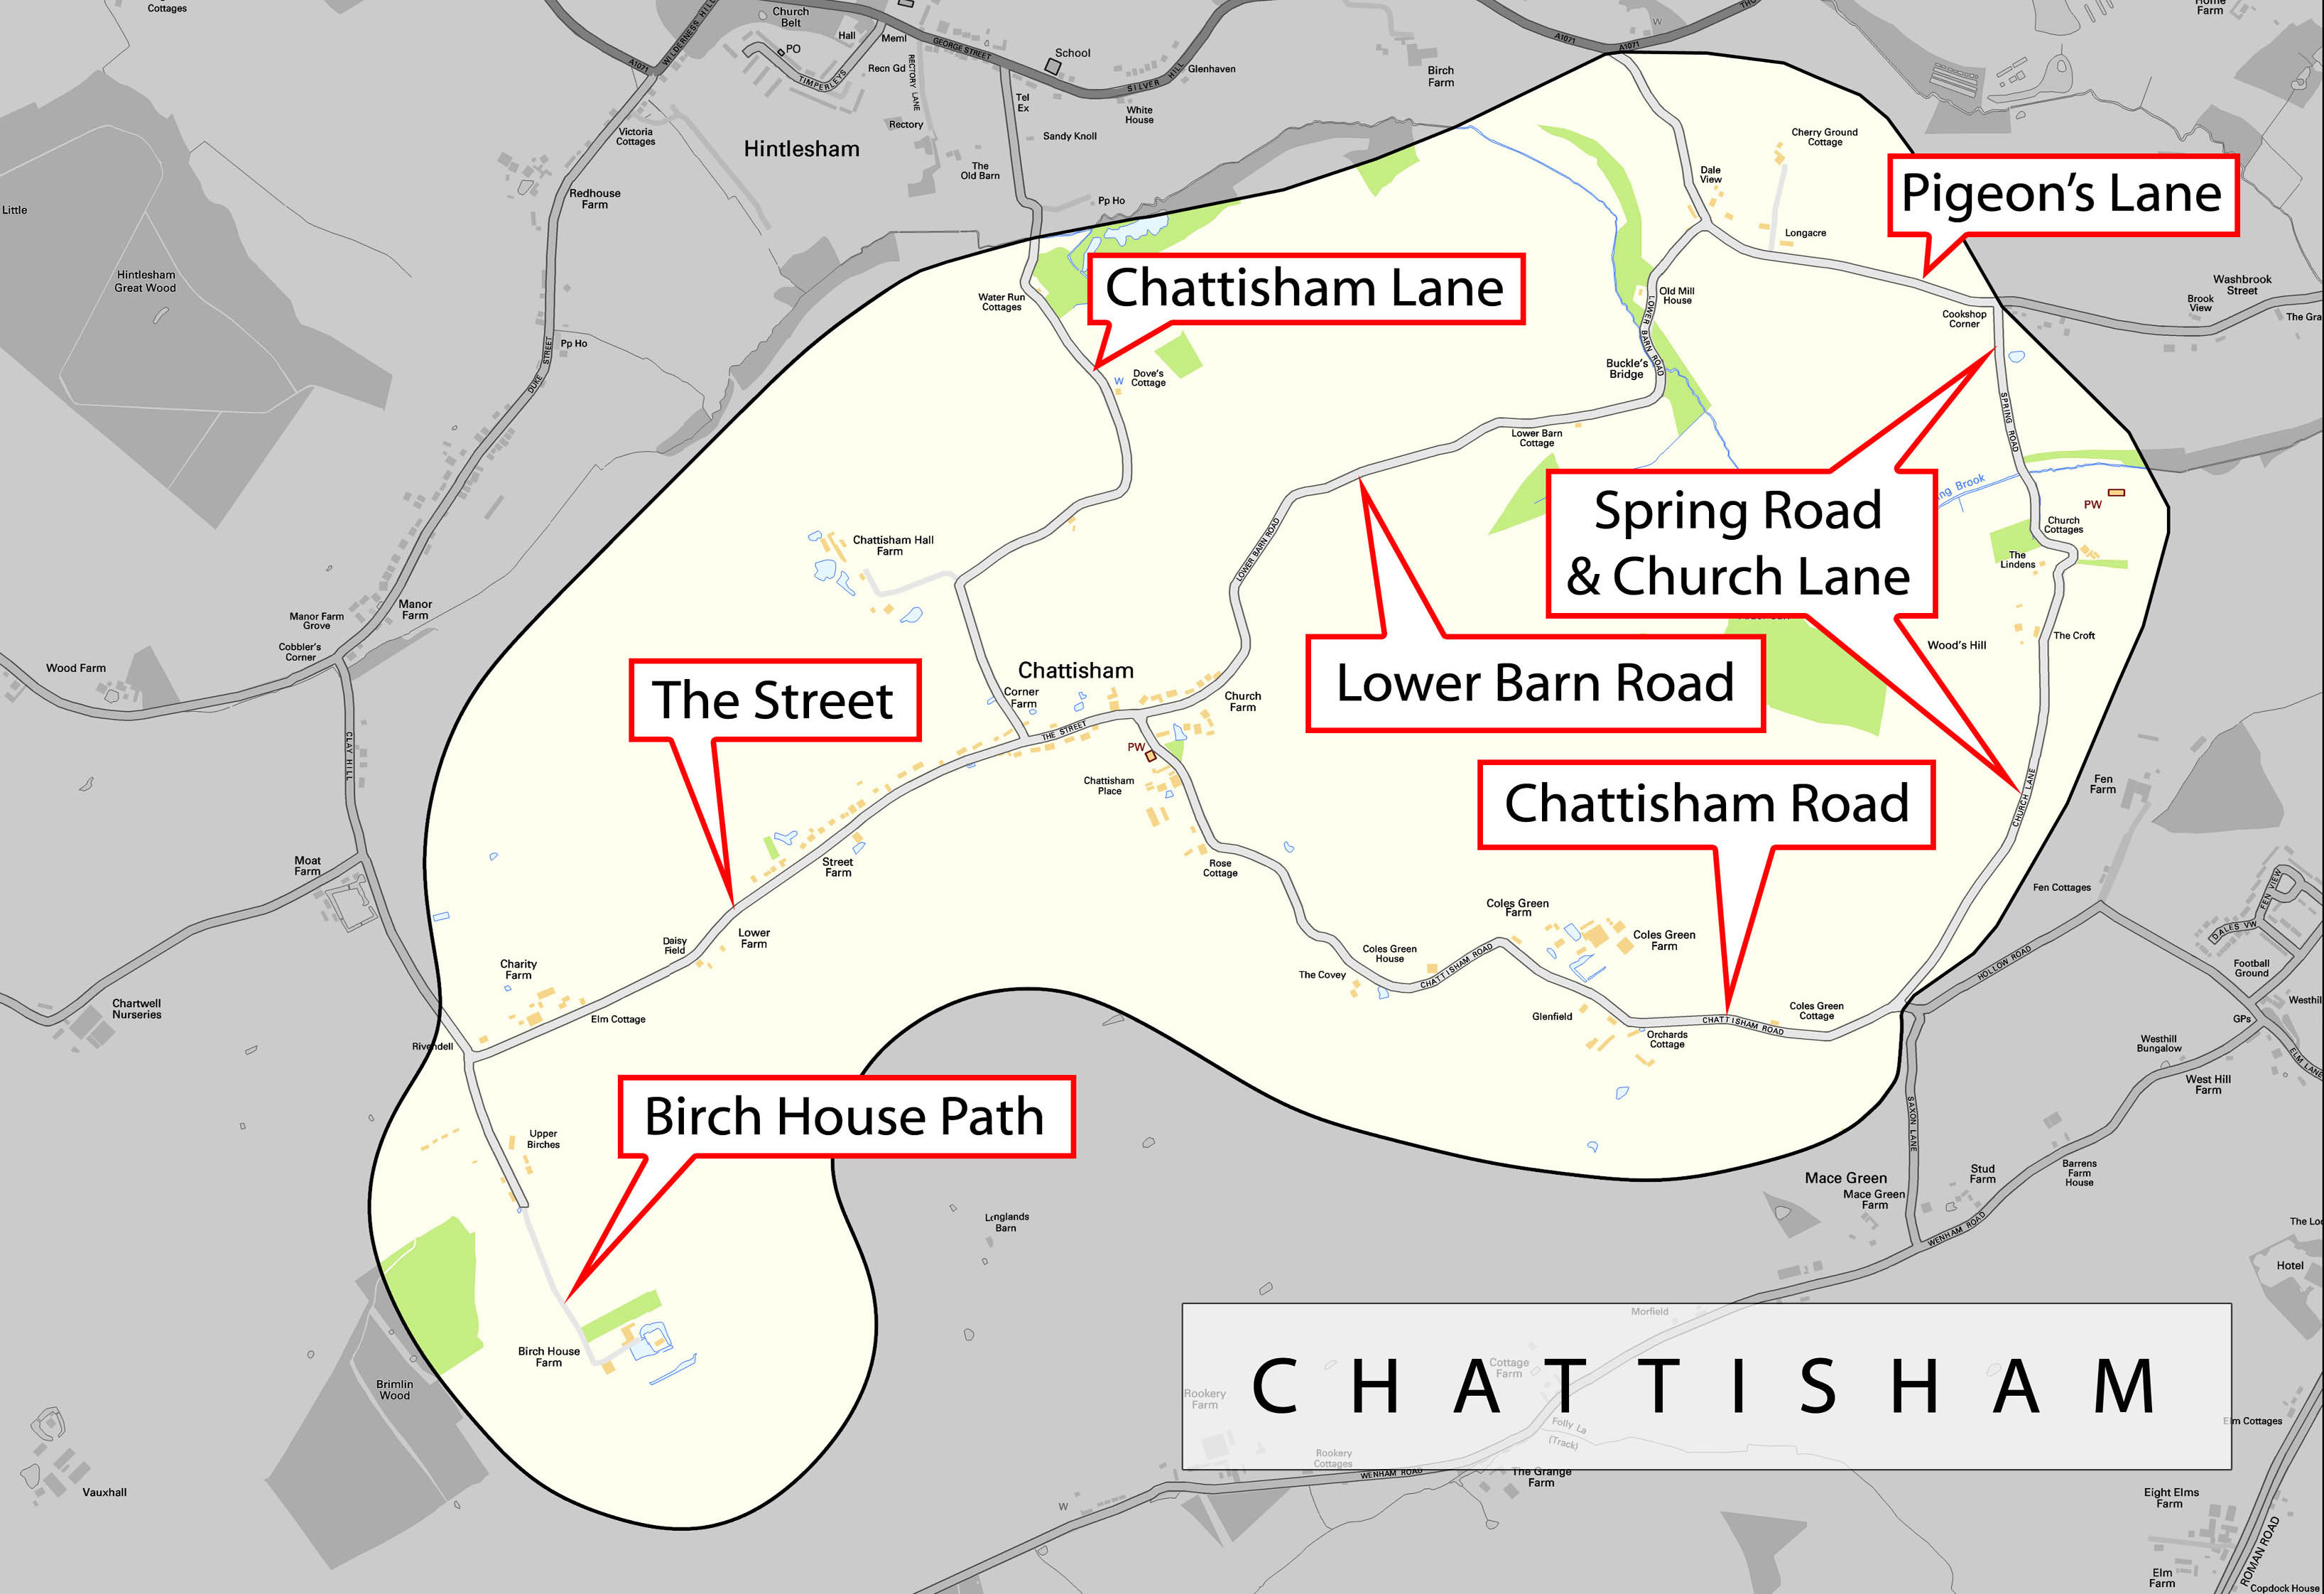 Cottages
Church
Belt
PO
Hall
Meml
TIMPERLEYS
Recn Gd
RECTORY LANE
Rectory
GEORGE STREET
School
Tel
Ex
SILVER HILL
Glenhaven
White
House
Sandy Knoll
The
Old Barn
Pp Ho
Hintlesham
A1071
WILDERNESS HILL
Victoria
Cottages
Redhouse
Farm
Little
Hintlesham
Great Wood
Pp Ho
DUKE STREET
Birch
Farm
A1071
A1071
W
Home
Farm
Cherry Ground
Cottage
Dale
View
Longacre
Pigeon's Lane
Washbrook
Street
Brook
View
The Gra
Cookshop
Corner
Chattisham Lane
Water Run
Cottages
W
Dove's
Cottage
Old Mill
House
LOWER BARN ROAD
Buckle's
Bridge
Lower Barn
Cottage
SPRING ROAD
Spring Road
& Church Lane
ng Brook
PW
Church
Cottages
The
Lindens
The Croft
Wood's Hill
CHURCH LANE
Chattisham Hall
Farm
LOWER BARN ROAD
Lower Barn Road
Manor Farm
Grove
Manor
Farm
Cobbler's
Corner
Wood Farm
CLAY HILL
The Street
Chattisham
Corner
Farm
THE STREET
Church
Farm
PW
Chattisham
Place
Rose
Cottage
Street
Farm
Chattisham Road
Fen
Farm
Fen Cottages
FEN VIEW
DALES VW
Football
Ground
Westhil
GPs
ELM LANE
HOLLOW ROAD
Moat
Farm
Chartwell
Nurseries
Daisy
Field
Lower
Farm
Charity
Farm
Elm Cottage
Rivendell
Coles Green
House
The Covey
CHATTISHAM ROAD
Coles Green
Farm
Coles Green
Farm
Glenfield
Orchards
Cottage
CHATTISHAM ROAD
Coles Green
Cottage
Westhill
Bungalow
West Hill
Farm
SAXON LANE
Birch House Path
Upper
Birches
Longlands
Barn
Mace Green
Mace Green
Farm
Stud
Farm
Barrens
Farm
House
WENHAM ROAD
The Lo
Hotel
Birch House
Farm
Brimlin
Wood
Vauxhall
Morfield
Cottage
Farm
Rookery
Farm
CHATTISHAM
Folly La
(Track)
Rookery
Cottages
WENHAM ROAD
The Grange
Farm
W
Elm Cottages
Eight Elms
Farm
ROMAN ROAD
Elm
Farm
Copdock House